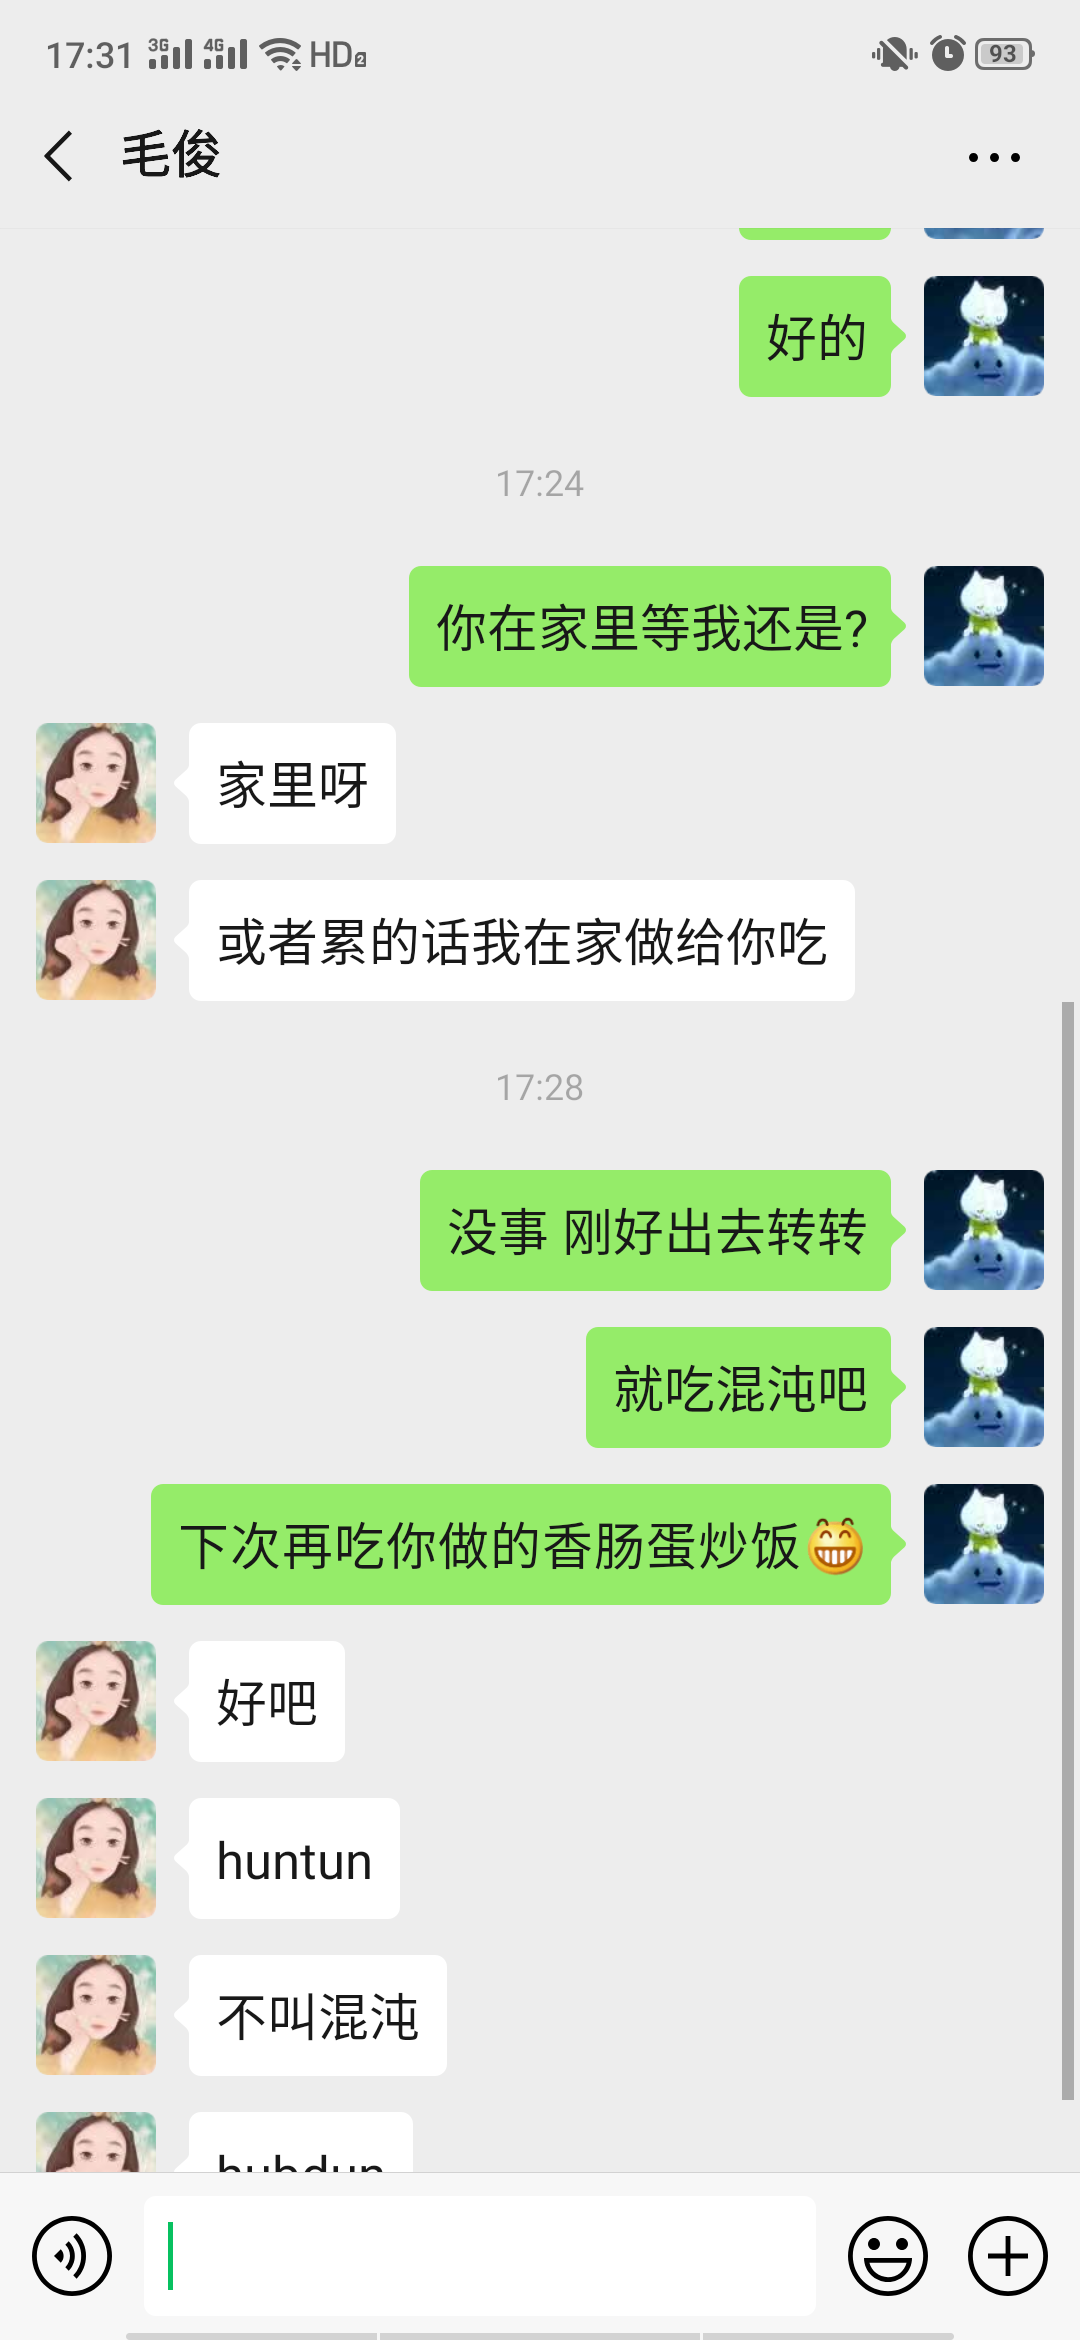 17:31 3G 4G HD2 93
毛俊
好的
17:24
你在家里等我还是?
家里呀
或者累的话我在家做给你吃
17:28
没事 刚好出去转转
就吃混沌吧
下次再吃你做的香肠蛋炒饭😁
好吧
huntun
不叫混沌
hubdun